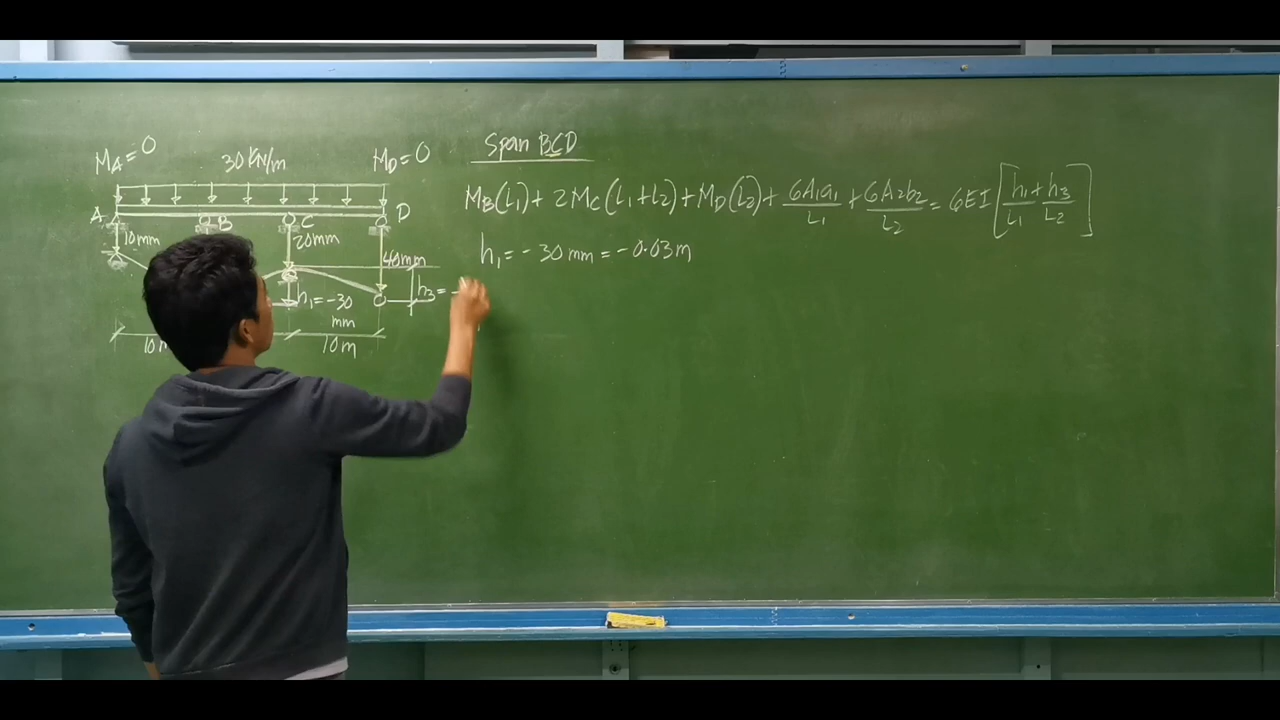 Span BCD
MA = 0
30 KN/m
MD = 0
MB(L1) + 2MC(L1+L2) + MD(L2) + 6A1a1/L1 + 6A2b2/L2 = 6EI [h1/L1 + h3/L2]
A
B
C
D
10mm
20mm
40mm
h1 = -30 mm = -0.03m
h1 = -30
mm
h3 = -
10m